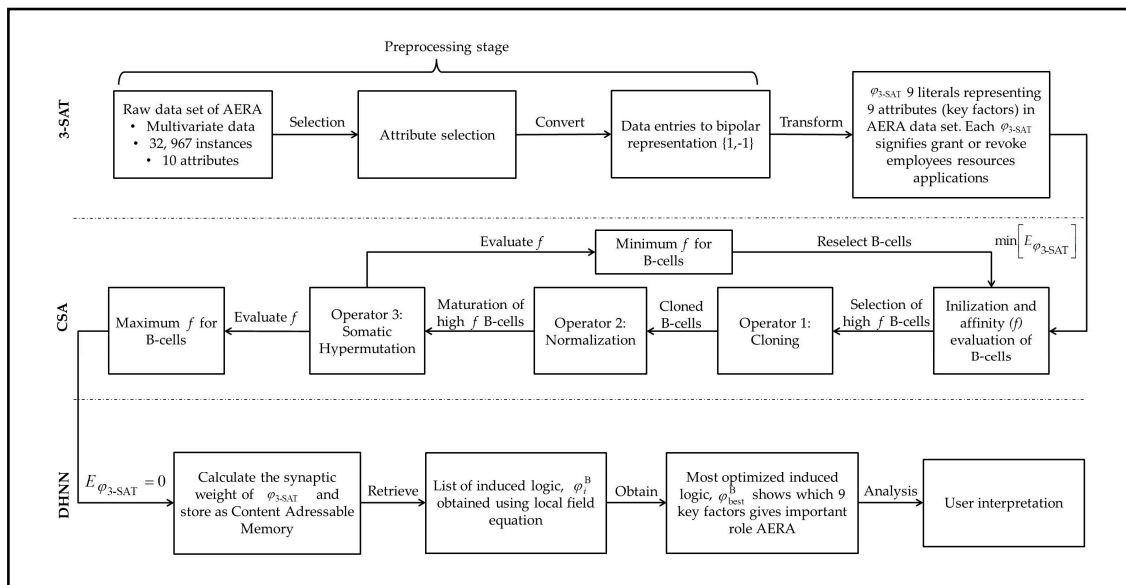 Preprocessing stage
3-SAT
Raw data set of AERA
• Multivariate data
• 32, 967 instances
• 10 attributes
Selection
Attribute selection
Convert
Data entries to bipolar
representation {1,-1}
Transform
φ3-SAT 9 literals representing
9 attributes (key factors) in
AERA data set. Each φ3-SAT
signifies grant or revoke
employees resources
applications
min[Eφ3-SAT]
CSA
Evaluate f
Minimum f for
B-cells
Reselect B-cells
Maximum f for
B-cells
Evaluate f
Operator 3:
Somatic
Hypermutation
Maturation of
high f B-cells
Operator 2:
Normalization
Cloned
B-cells
Operator 1:
Cloning
Selection of
high f B-cells
Inilization and
affinity (f)
evaluation of
B-cells
DHNN
Eφ3-SAT = 0
Calculate the synaptic
weight of φ3-SAT and
store as Content Adressable
Memory
Retrieve
List of induced logic, φiB
obtained using local field
equation
Obtain
Most optimized induced
logic, φbestB shows which 9
key factors gives important
role AERA
Analysis
User interpretation